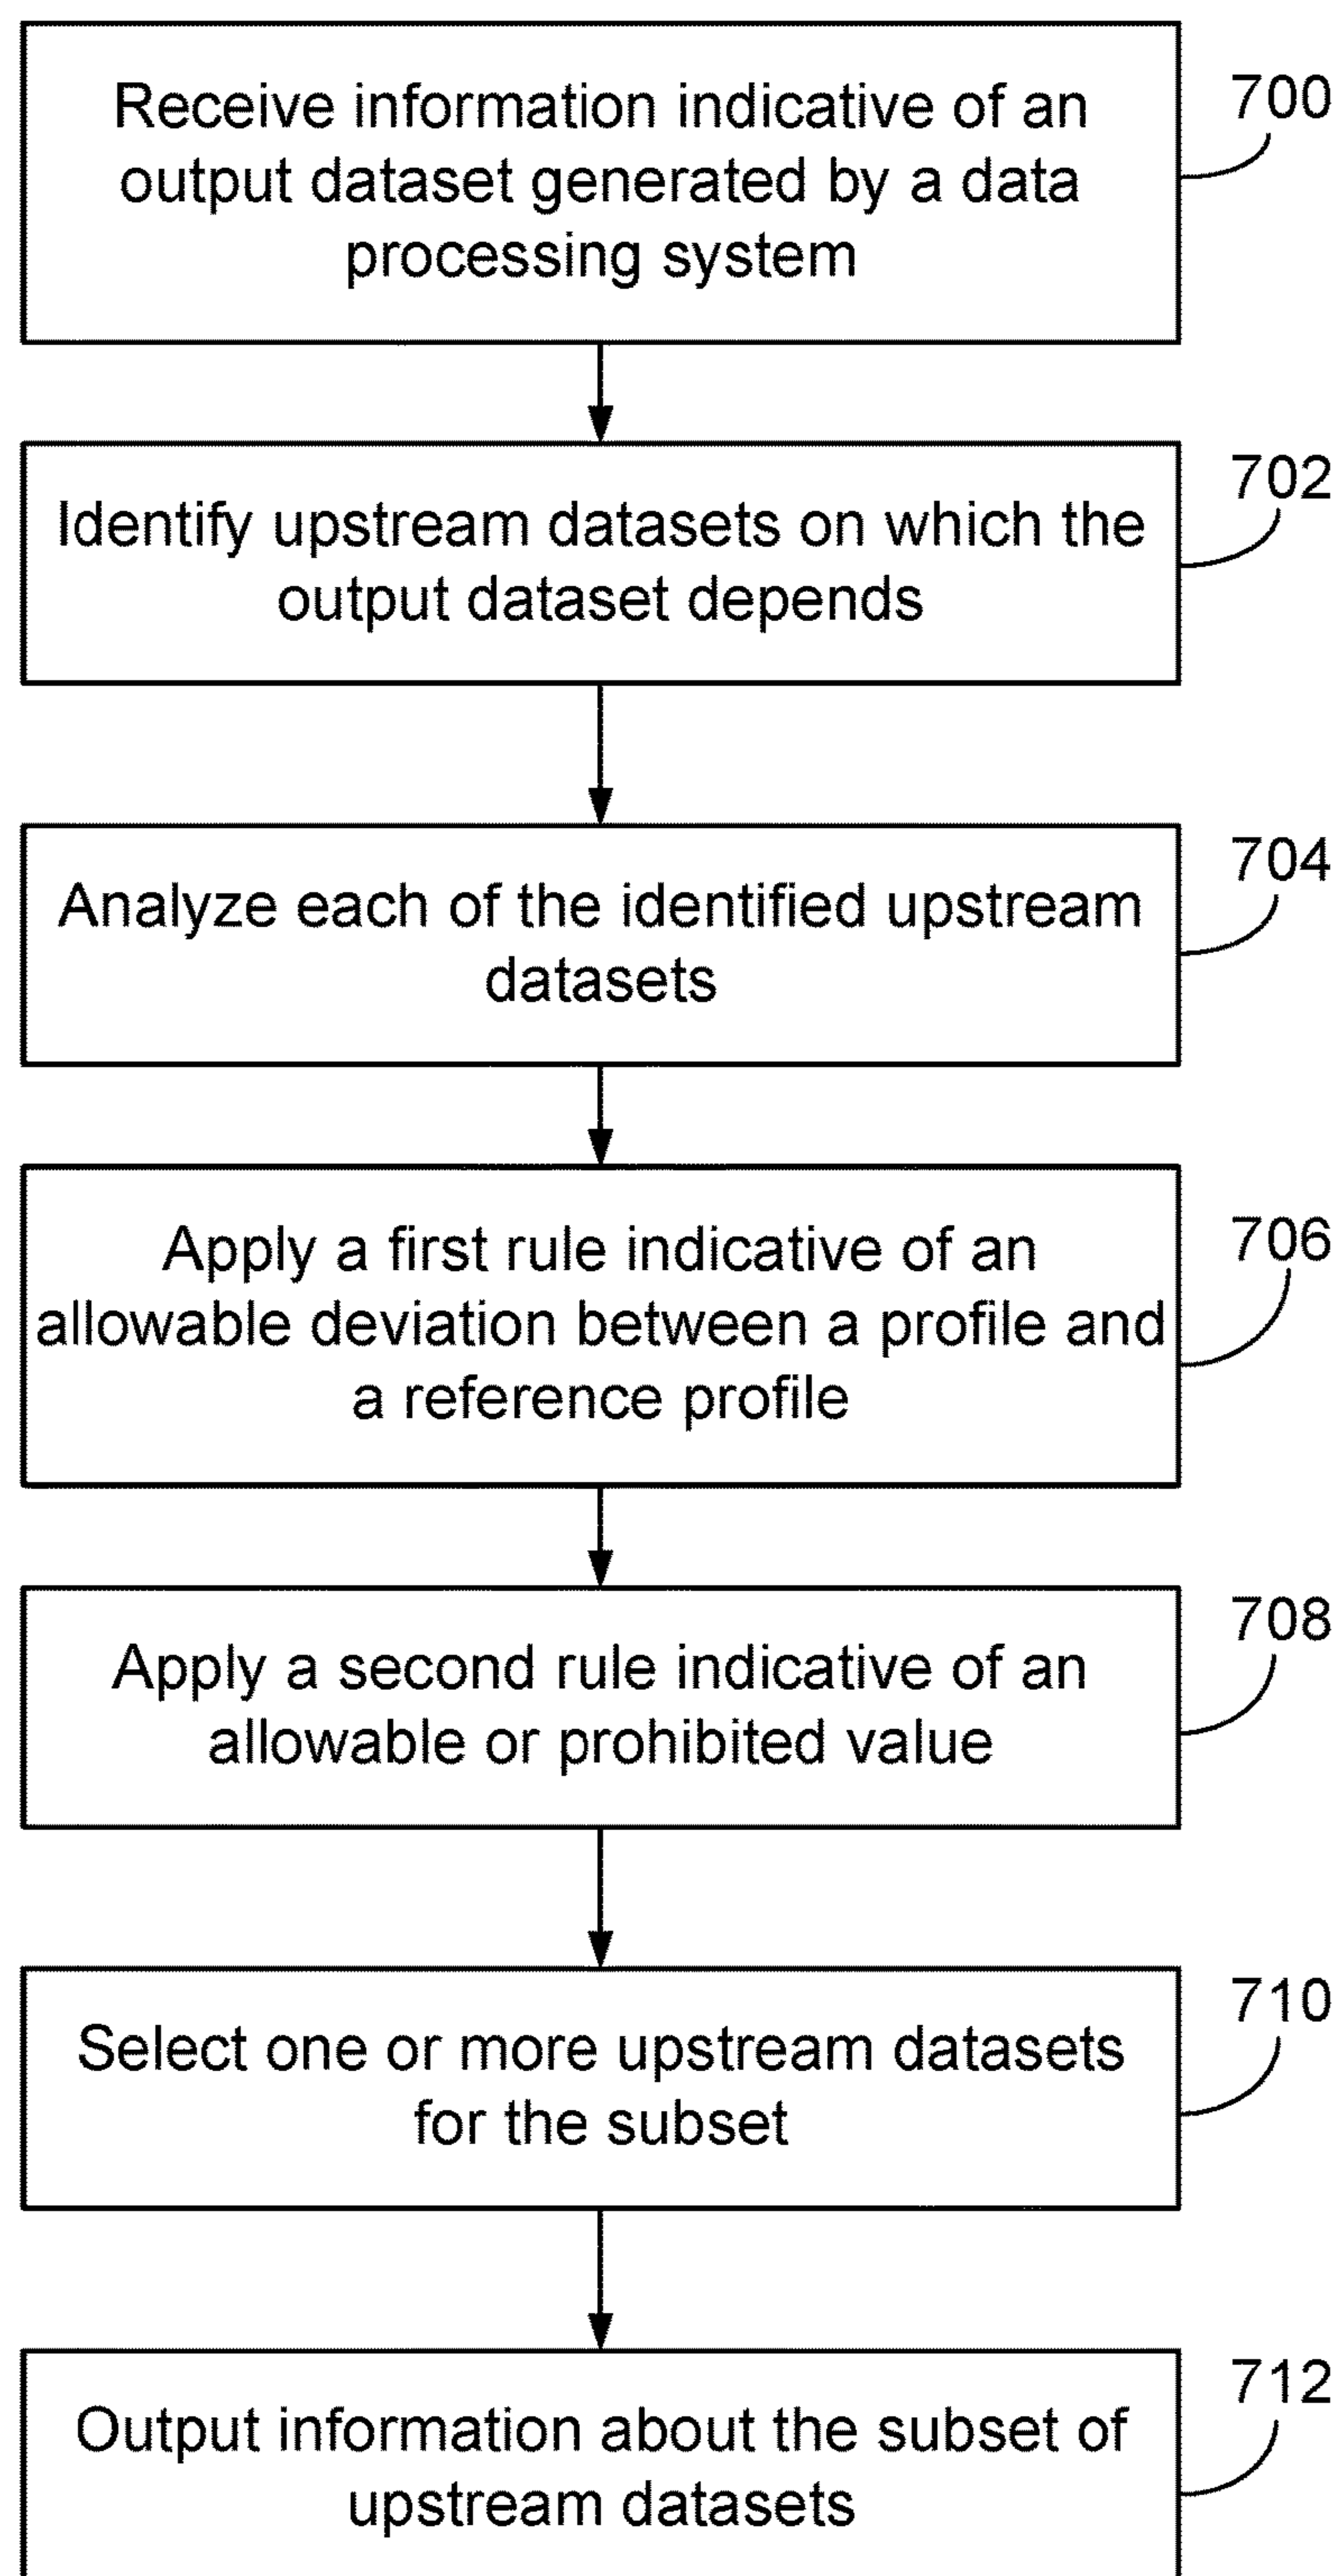 Receive information indicative of an
output dataset generated by a data
processing system
700
Identify upstream datasets on which the
output dataset depends
702
Analyze each of the identified upstream
datasets
704
Apply a first rule indicative of an
allowable deviation between a profile and
a reference profile
706
Apply a second rule indicative of an
allowable or prohibited value
708
Select one or more upstream datasets
for the subset
710
Output information about the subset of
upstream datasets
712